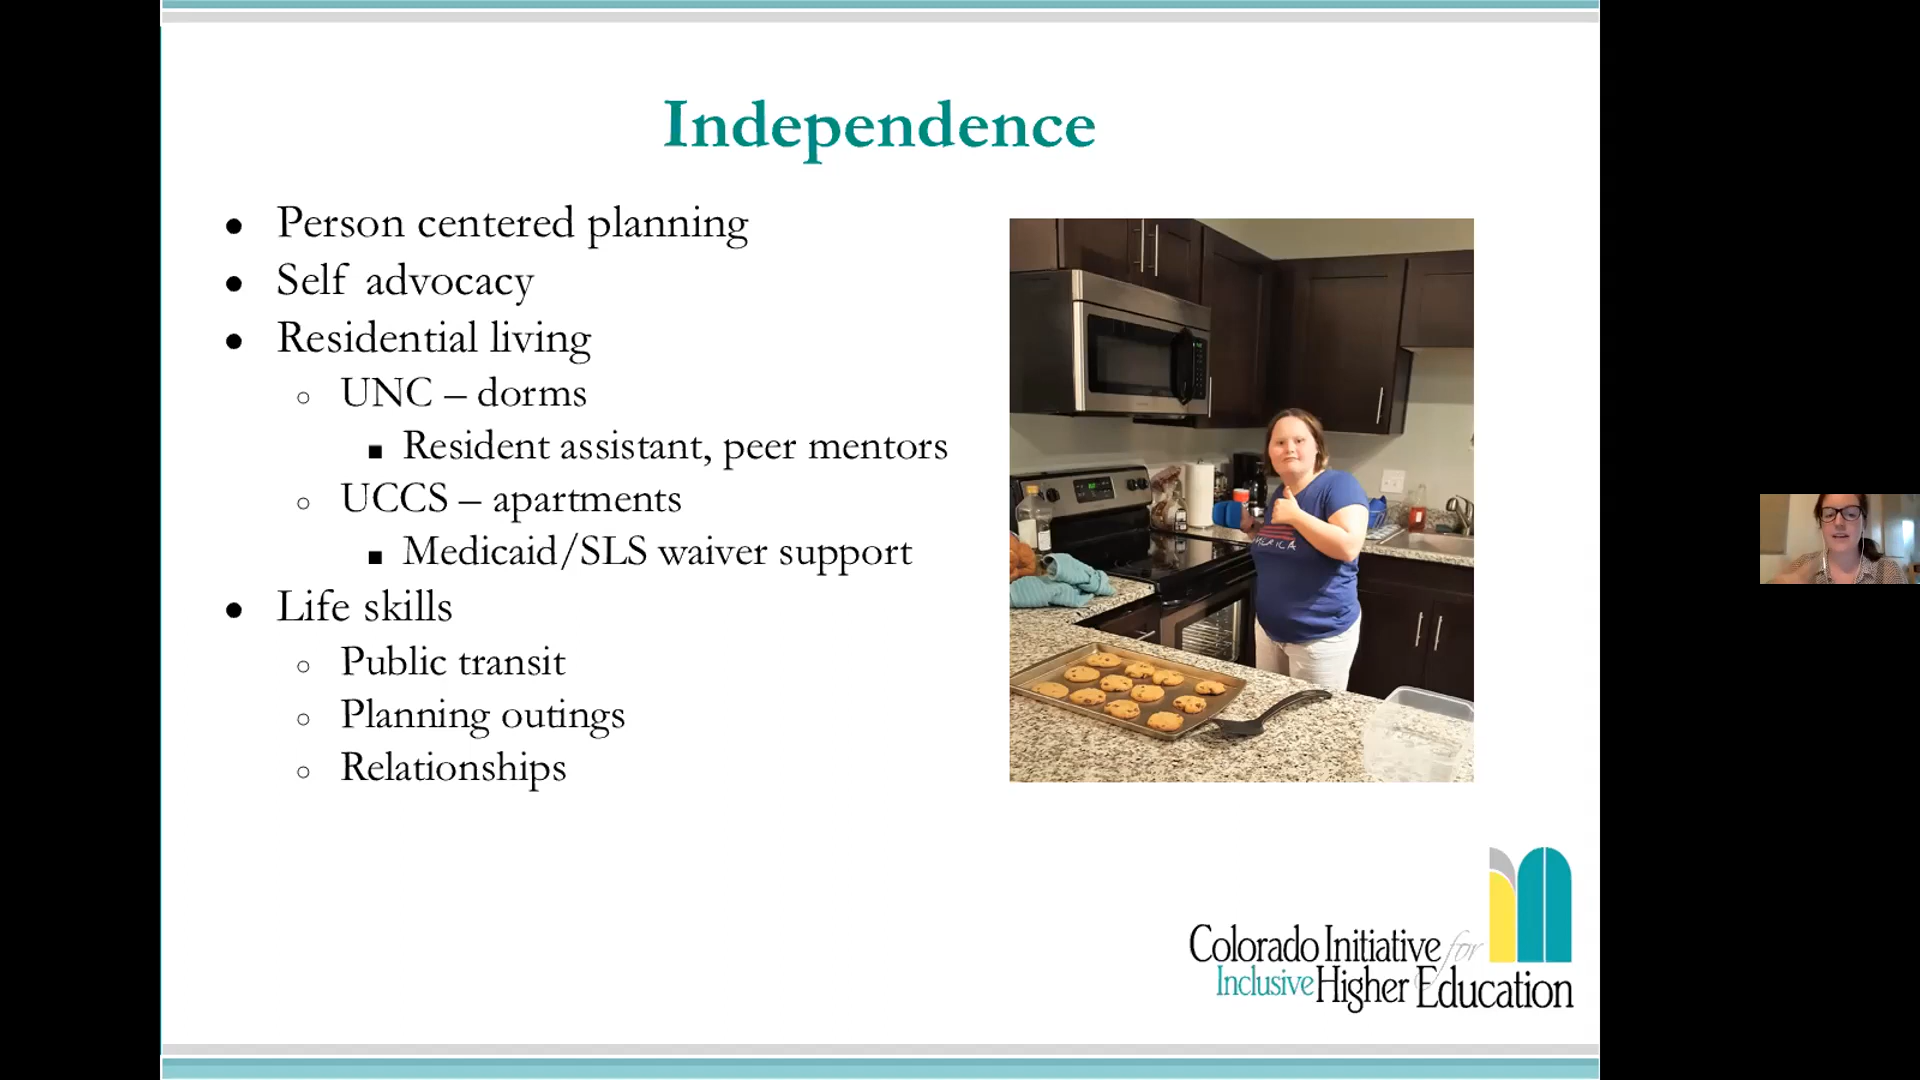 Independence
Person centered planning
Self advocacy
Residential living
UNC – dorms
Resident assistant, peer mentors
UCCS – apartments
Medicaid/SLS waiver support
Life skills
Public transit
Planning outings
Relationships
Colorado Initiative for
Inclusive Higher Education